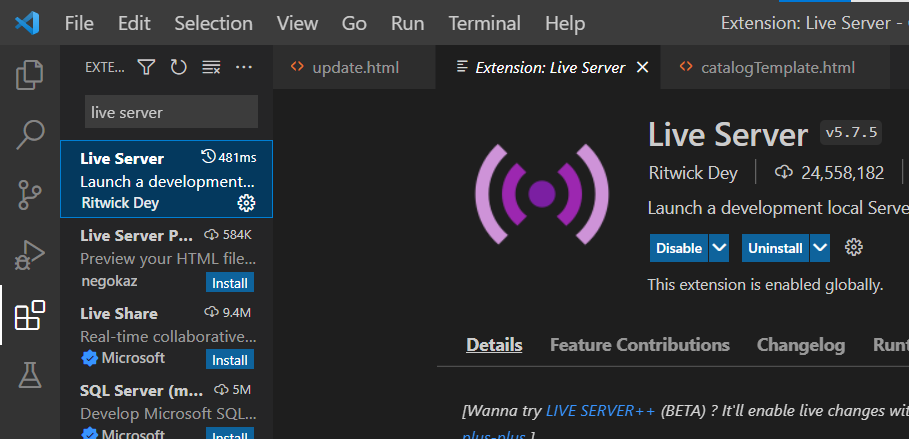 File Edit Selection View Go Run Terminal Help Extension: Live Server -
EXTE...
update.html
Extension: Live Server
catalogTemplate.html
live server
Live Server 481ms
Launch a development...
Ritwick Dey
Live Server P... 584K
Preview your HTML file...
negokaz Install
Live Share 9.4M
Real-time collaborative...
Microsoft Install
SQL Server (m... 5M
Develop Microsoft SQL...
Microsoft Install
Live Server v5.7.5
Ritwick Dey 24,558,182
Launch a development local Serve
Disable Uninstall
This extension is enabled globally.
Details Feature Contributions Changelog Runt
[Wanna try LIVE SERVER++ (BETA) ? It'll enable live changes wit
plus-plus ]